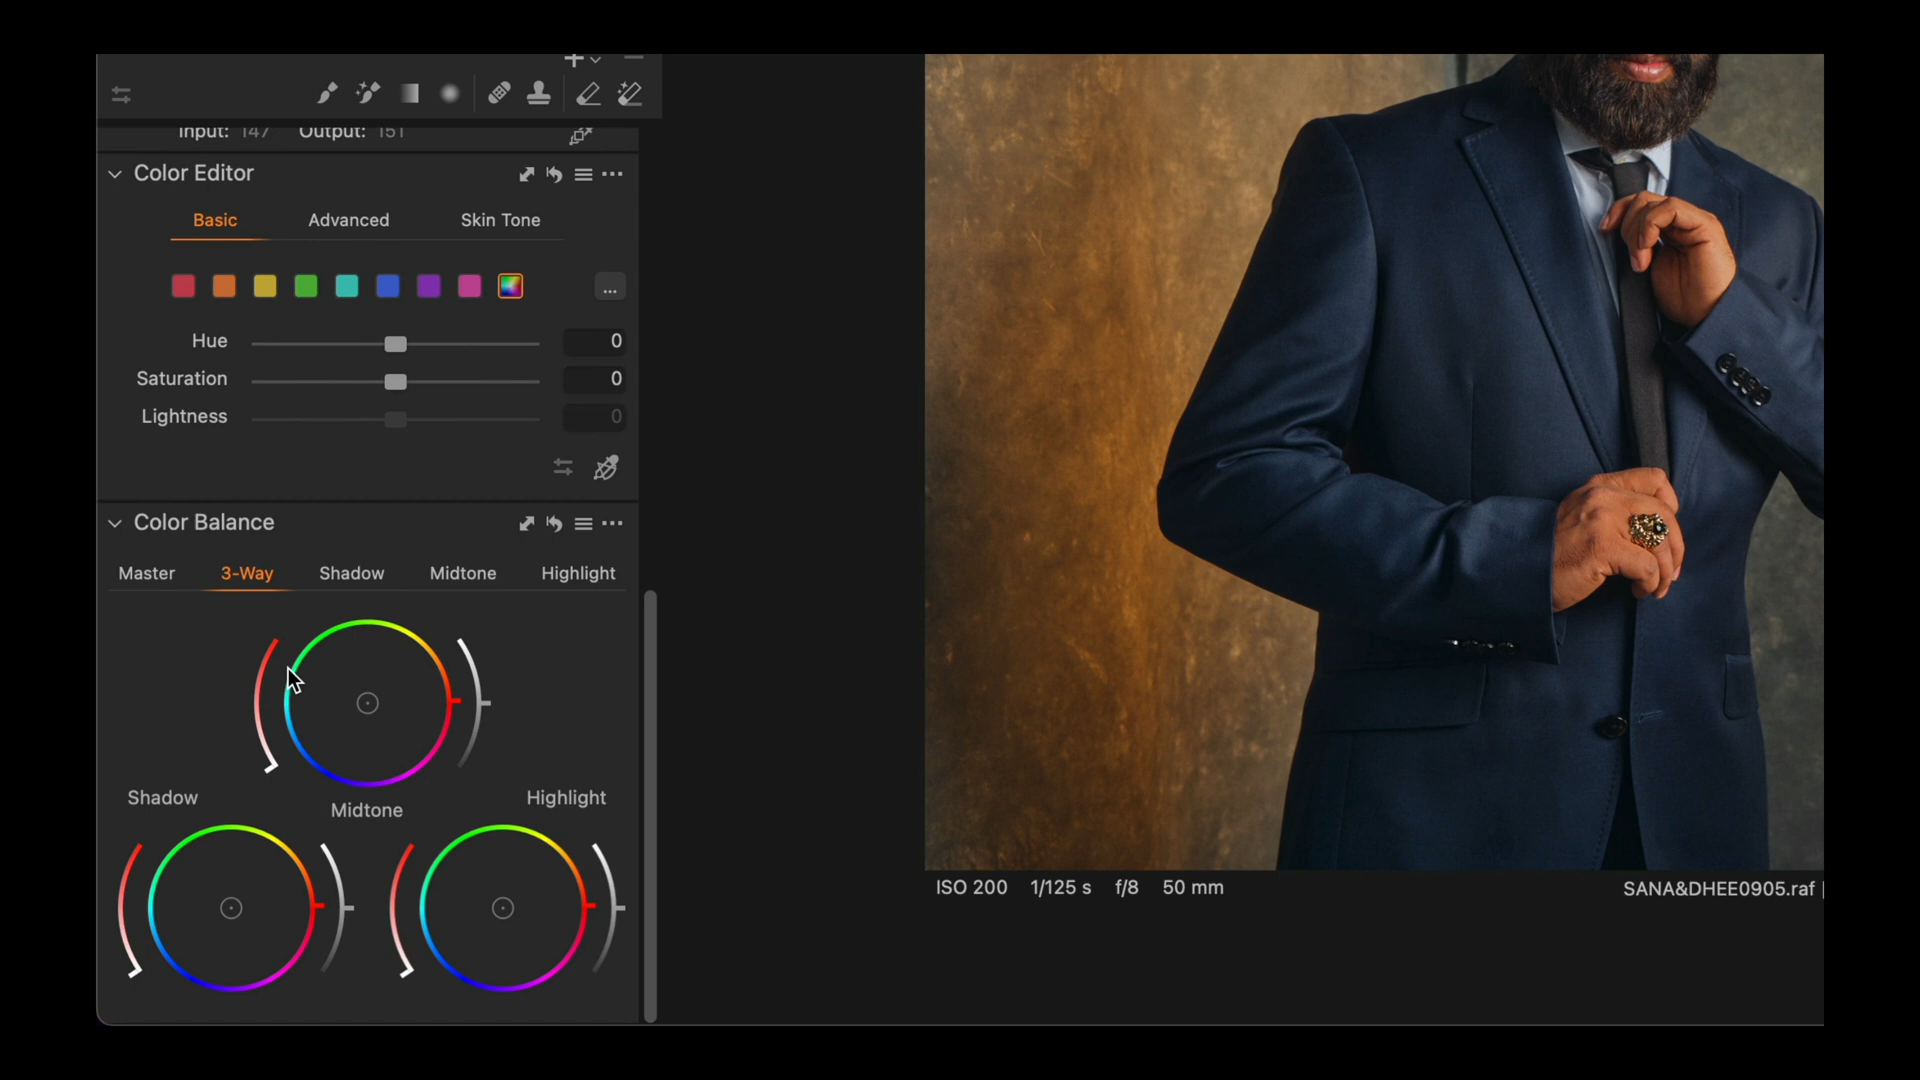 Input: 147 Output: 151
Color Editor
Basic Advanced Skin Tone
...
Hue 0
Saturation 0
Lightness 0
Color Balance
Master 3-Way Shadow Midtone Highlight
Shadow Midtone Highlight
ISO 200 1/125 s f/8 50 mm
SANA&DHEE0905.raf